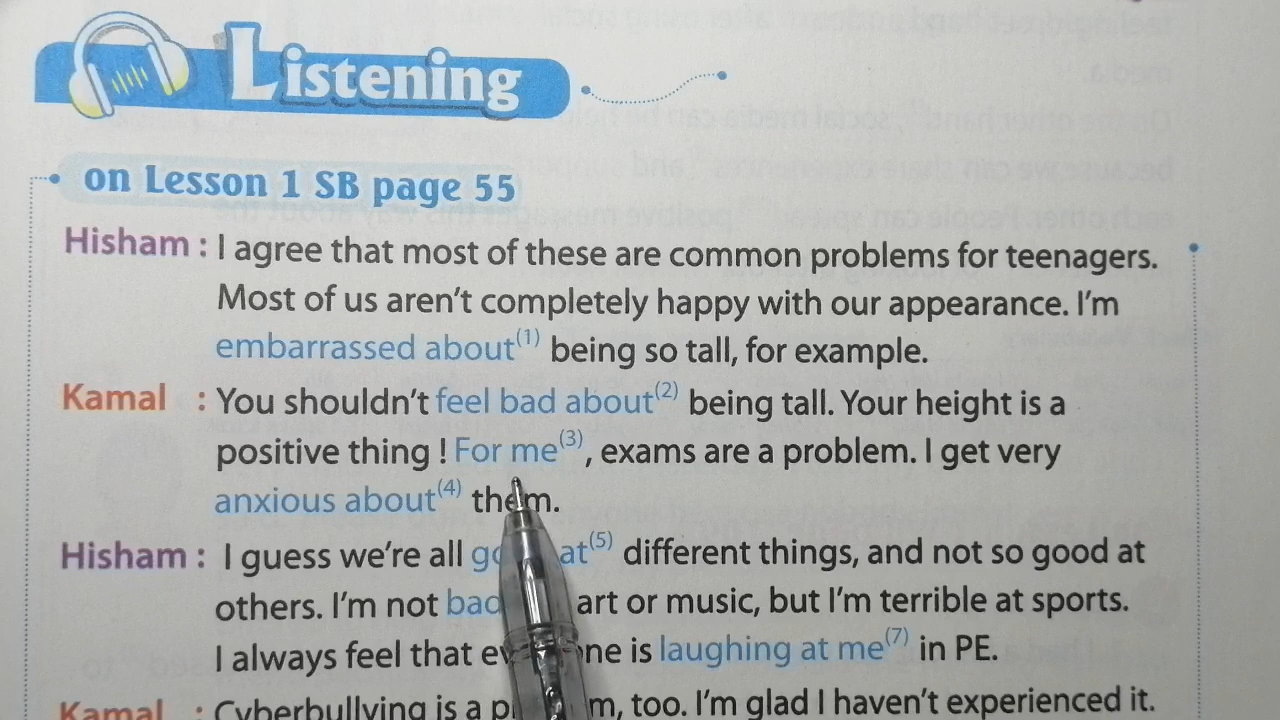 Listening
on Lesson 1 SB page 55
Hisham : I agree that most of these are common problems for teenagers.
Most of us aren't completely happy with our appearance. I'm
embarrassed about(1) being so tall, for example.
Kamal : You shouldn't feel bad about(2) being tall. Your height is a
positive thing ! For me(3), exams are a problem. I get very
anxious about(4) them.
Hisham : I guess we're all at(5) different things, and not so good at
others. I'm not bad art or music, but I'm terrible at sports.
I always feel that is laughing at me(7) in PE.
Kamal : Cyberbullying is a too. I'm glad I haven't experienced it.